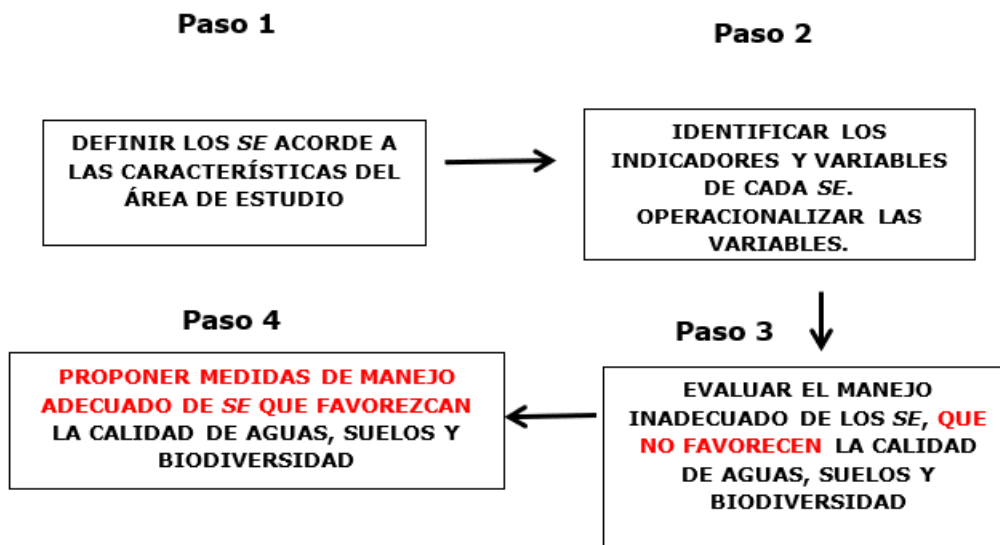 Paso 1
DEFINIR LOS SE ACORDE A
LAS CARACTERÍSTICAS DEL
ÁREA DE ESTUDIO
Paso 2
IDENTIFICAR LOS
INDICADORES Y VARIABLES
DE CADA SE.
OPERACIONALIZAR LAS
VARIABLES.
Paso 3
EVALUAR EL MANEJO
INADECUADO DE LOS SE, QUE
NO FAVORECEN LA CALIDAD
DE AGUAS, SUELOS Y
BIODIVERSIDAD
Paso 4
PROPONER MEDIDAS DE MANEJO
ADECUADO DE SE QUE FAVOREZCAN
LA CALIDAD DE AGUAS, SUELOS Y
BIODIVERSIDAD